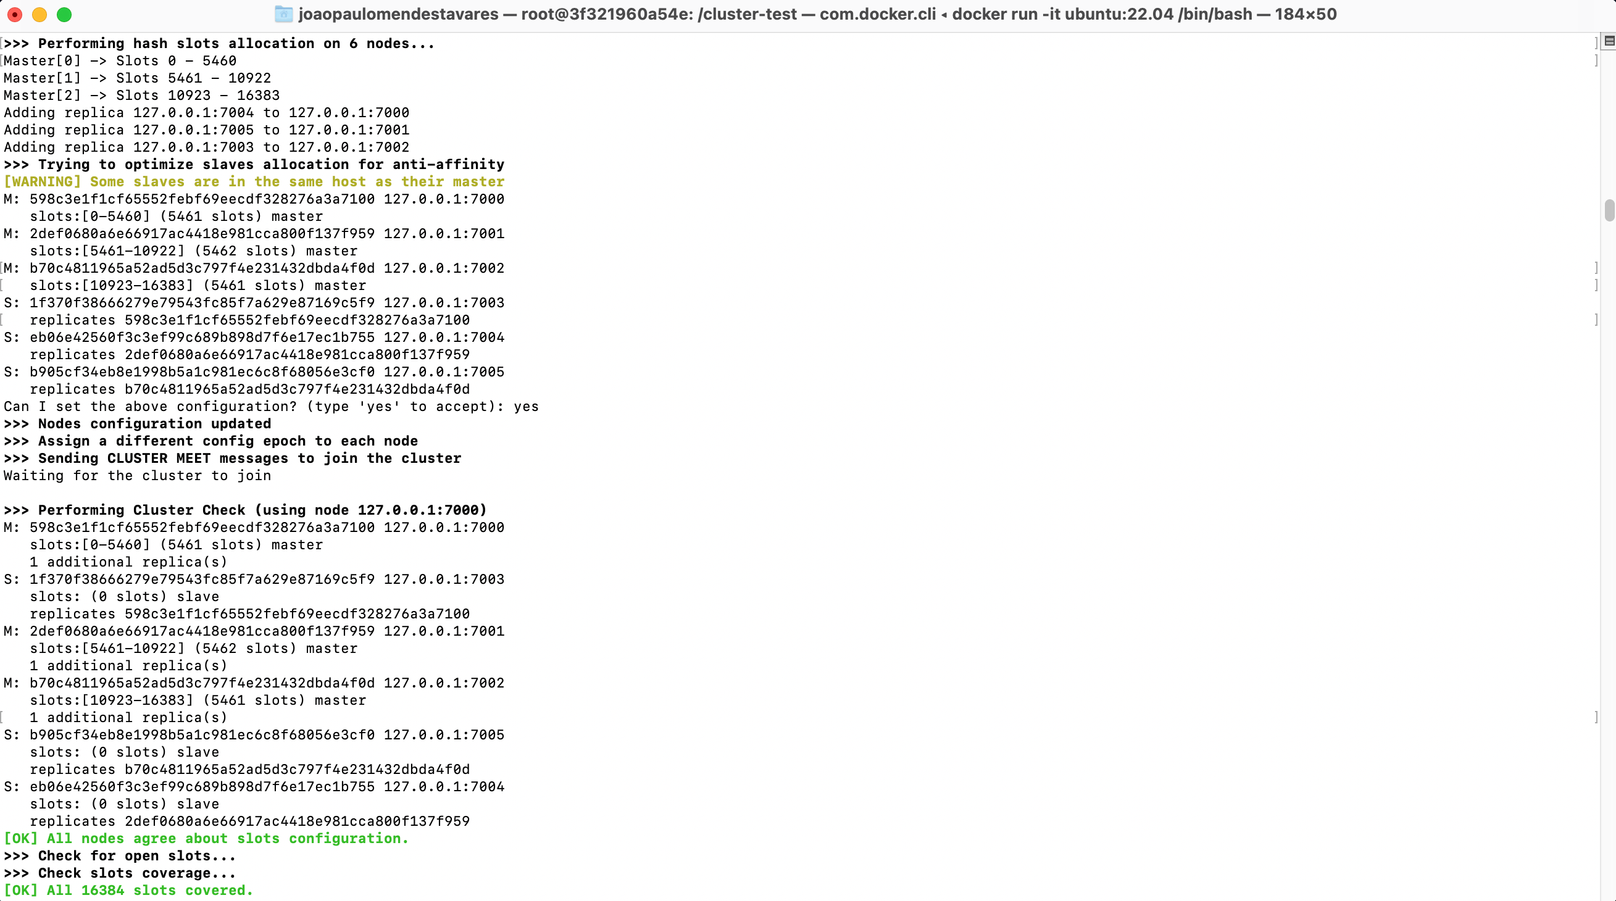 joaopaulomendestavares — root@3f321960a54e: /cluster-test — com.docker.cli ◂ docker run -it ubuntu:22.04 /bin/bash — 184×50
>>> Performing hash slots allocation on 6 nodes...
Master[0] -> Slots 0 - 5460
Master[1] -> Slots 5461 - 10922
Master[2] -> Slots 10923 - 16383
Adding replica 127.0.0.1:7004 to 127.0.0.1:7000
Adding replica 127.0.0.1:7005 to 127.0.0.1:7001
Adding replica 127.0.0.1:7003 to 127.0.0.1:7002
>>> Trying to optimize slaves allocation for anti-affinity
[WARNING] Some slaves are in the same host as their master
M: 598c3e1f1cf65552febf69eecdf328276a3a7100 127.0.0.1:7000
   slots:[0-5460] (5461 slots) master
M: 2def0680a6e66917ac4418e981cca800f137f959 127.0.0.1:7001
   slots:[5461-10922] (5462 slots) master
M: b70c4811965a52ad5d3c797f4e231432dbda4f0d 127.0.0.1:7002
   slots:[10923-16383] (5461 slots) master
S: 1f370f38666279e79543fc85f7a629e87169c5f9 127.0.0.1:7003
   replicates 598c3e1f1cf65552febf69eecdf328276a3a7100
S: eb06e42560f3c3ef99c689b898d7f6e17ec1b755 127.0.0.1:7004
   replicates 2def0680a6e66917ac4418e981cca800f137f959
S: b905cf34eb8e1998b5a1c981ec6c8f68056e3cf0 127.0.0.1:7005
   replicates b70c4811965a52ad5d3c797f4e231432dbda4f0d
Can I set the above configuration? (type 'yes' to accept): yes
>>> Nodes configuration updated
>>> Assign a different config epoch to each node
>>> Sending CLUSTER MEET messages to join the cluster
Waiting for the cluster to join
>>> Performing Cluster Check (using node 127.0.0.1:7000)
M: 598c3e1f1cf65552febf69eecdf328276a3a7100 127.0.0.1:7000
   slots:[0-5460] (5461 slots) master
   1 additional replica(s)
S: 1f370f38666279e79543fc85f7a629e87169c5f9 127.0.0.1:7003
   slots: (0 slots) slave
   replicates 598c3e1f1cf65552febf69eecdf328276a3a7100
M: 2def0680a6e66917ac4418e981cca800f137f959 127.0.0.1:7001
   slots:[5461-10922] (5462 slots) master
   1 additional replica(s)
M: b70c4811965a52ad5d3c797f4e231432dbda4f0d 127.0.0.1:7002
   slots:[10923-16383] (5461 slots) master
   1 additional replica(s)
S: b905cf34eb8e1998b5a1c981ec6c8f68056e3cf0 127.0.0.1:7005
   slots: (0 slots) slave
   replicates b70c4811965a52ad5d3c797f4e231432dbda4f0d
S: eb06e42560f3c3ef99c689b898d7f6e17ec1b755 127.0.0.1:7004
   slots: (0 slots) slave
   replicates 2def0680a6e66917ac4418e981cca800f137f959
[OK] All nodes agree about slots configuration.
>>> Check for open slots...
>>> Check slots coverage...
[OK] All 16384 slots covered.